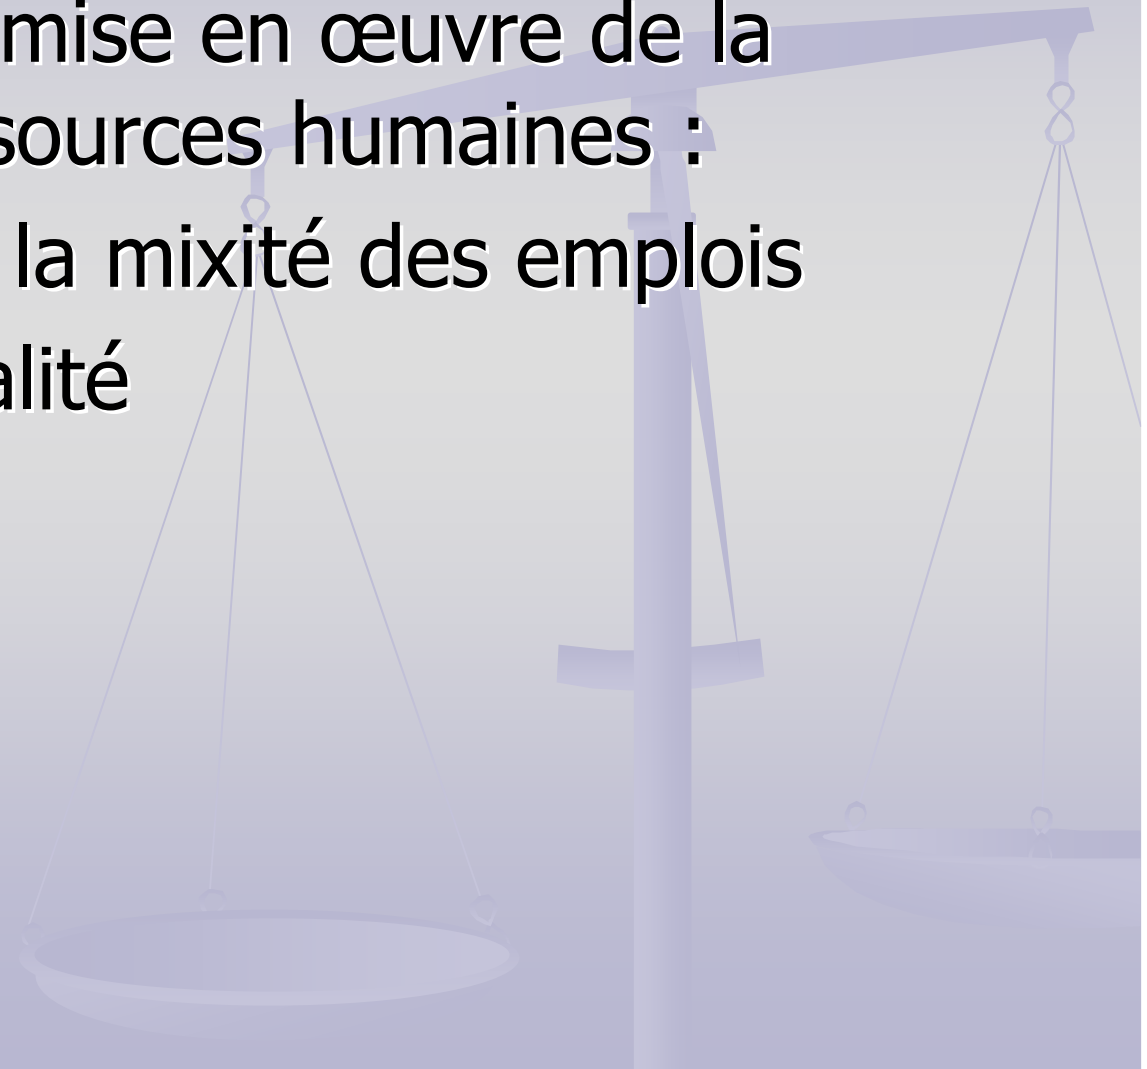 mise en œuvre de la
sources humaines :
la mixité des emplois
alité